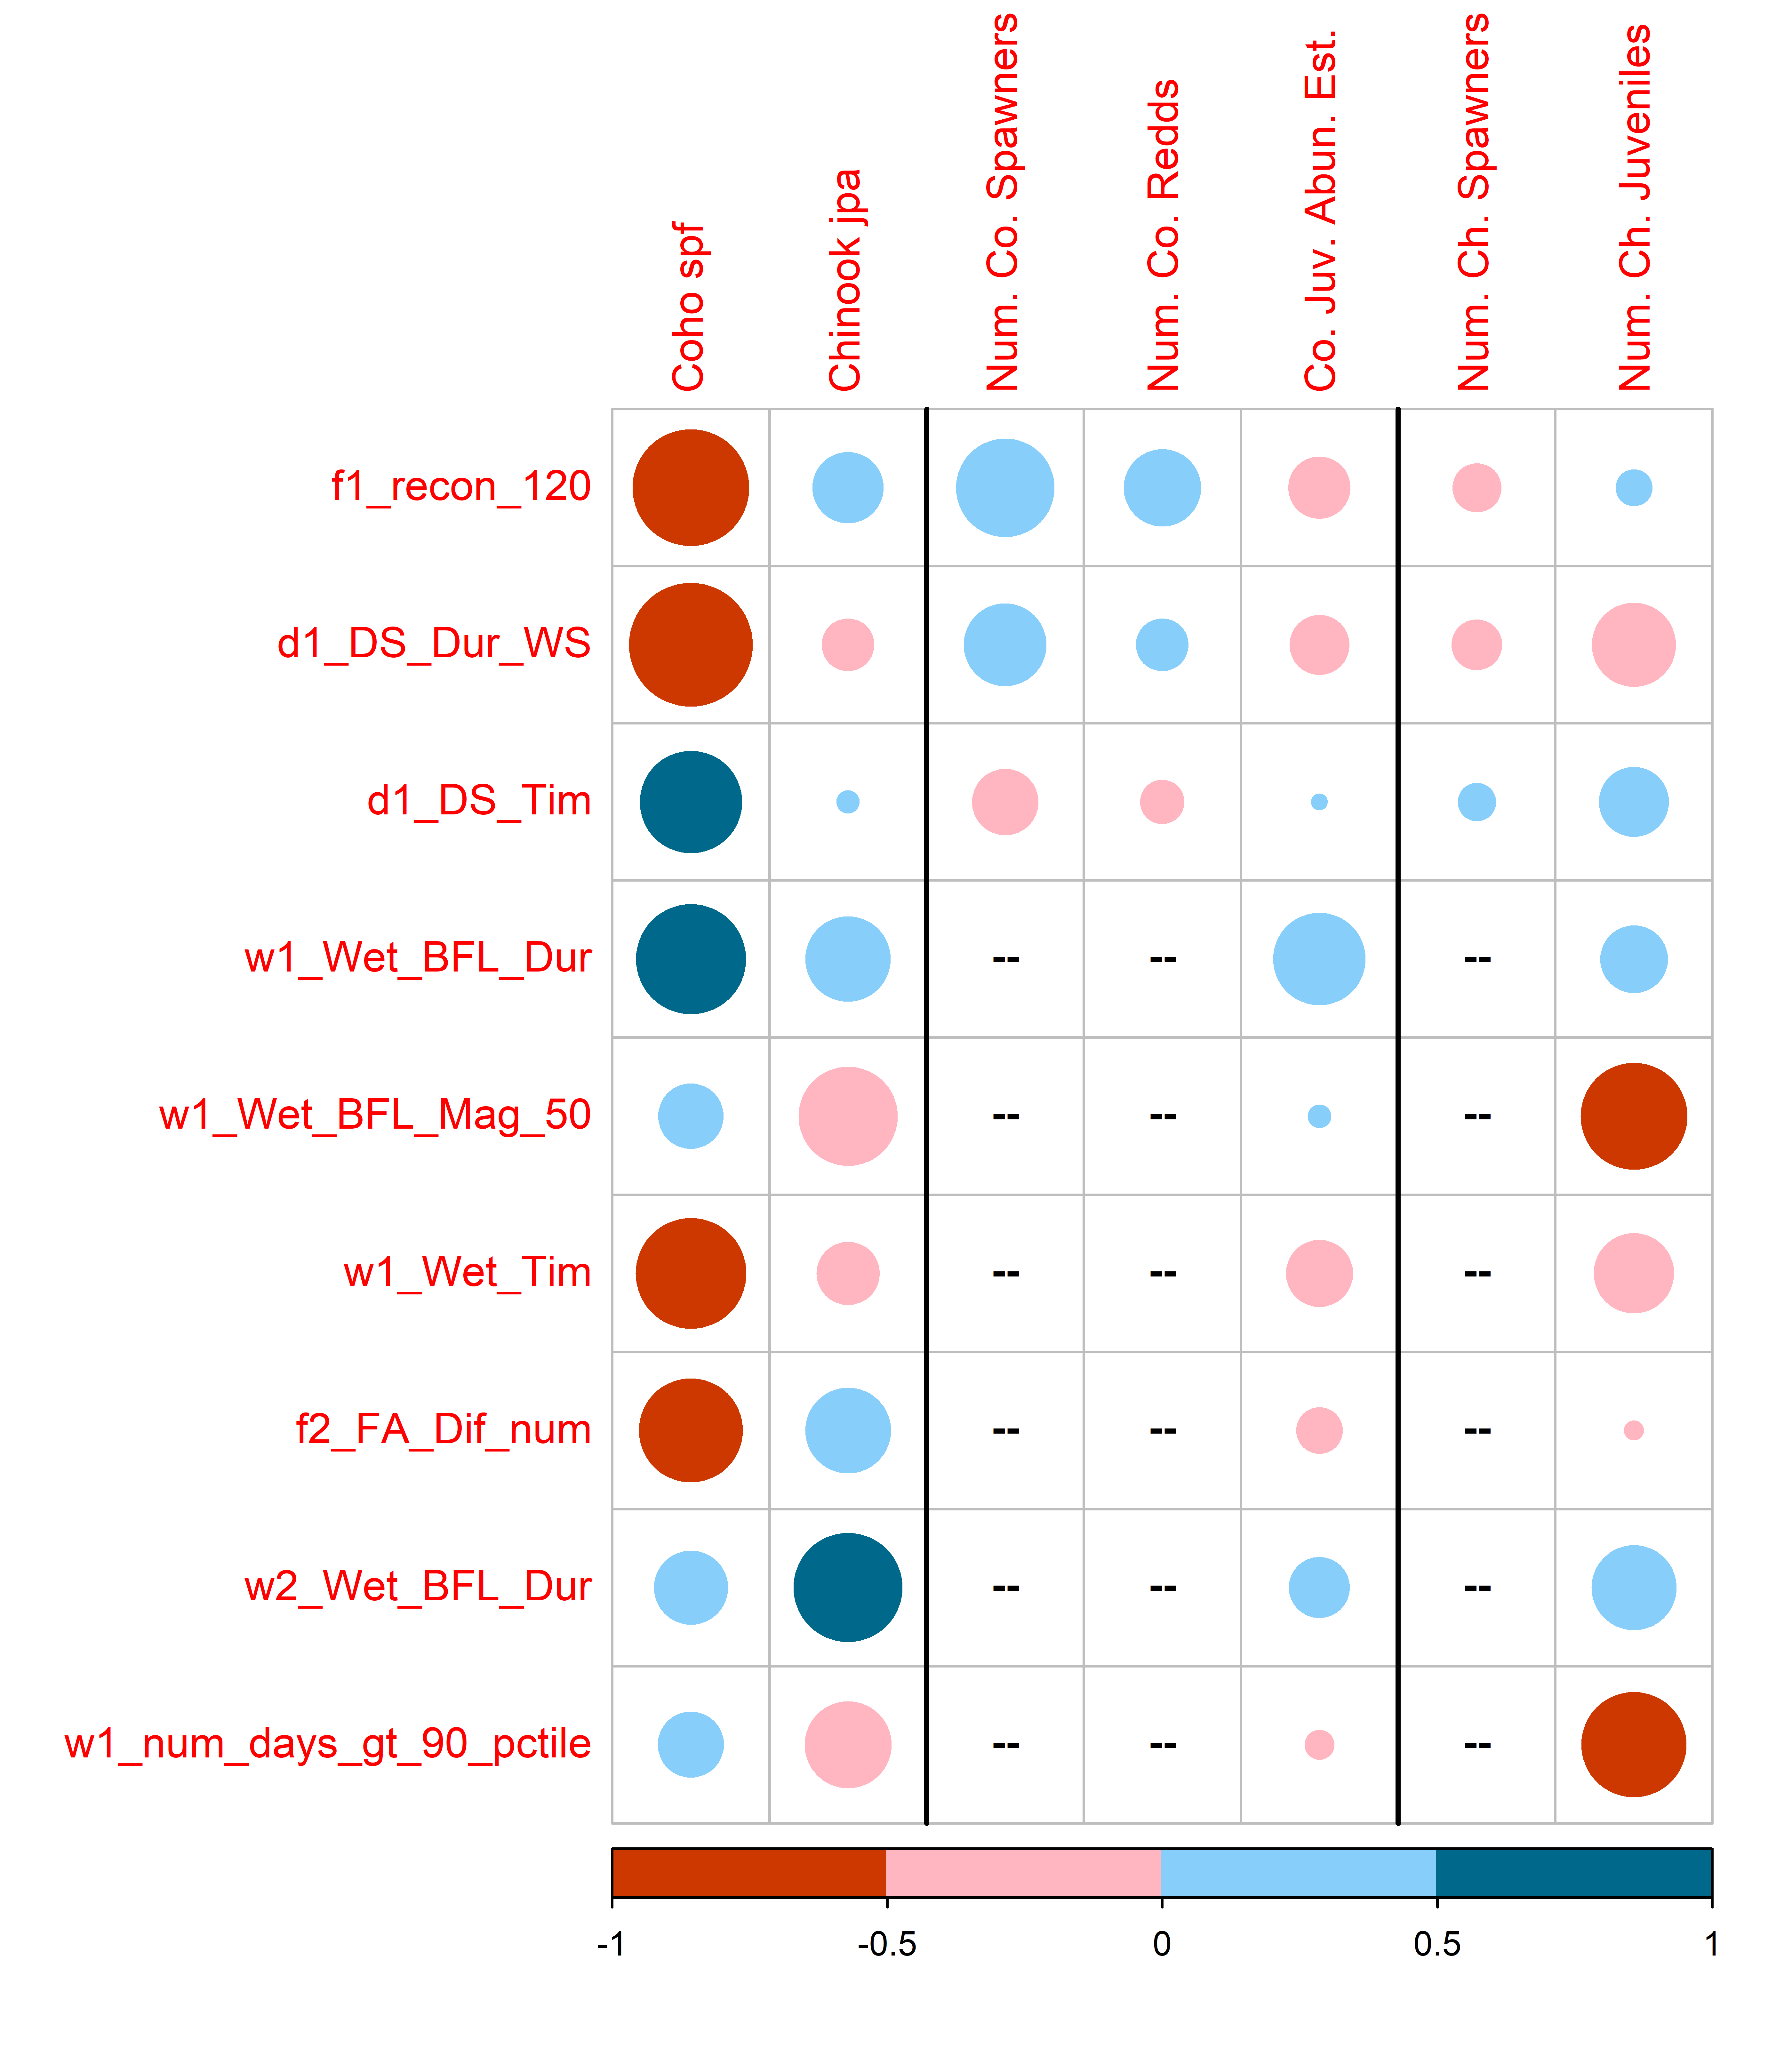 Coho spf
Chinook jpa
Num. Co. Spawners
Num. Co. Redds
Co. Juv. Abun. Est.
Num. Ch. Spawners
Num. Ch. Juveniles
f1_recon_120
d1_DS_Dur_WS
d1_DS_Tim
w1_Wet_BFL_Dur
-- -- --
w1_Wet_BFL_Mag_50
-- -- --
w1_Wet_Tim
-- -- --
f2_FA_Dif_num
-- -- --
w2_Wet_BFL_Dur
-- -- --
w1_num_days_gt_90_pctile
-- -- --
-1 -0.5 0 0.5 1